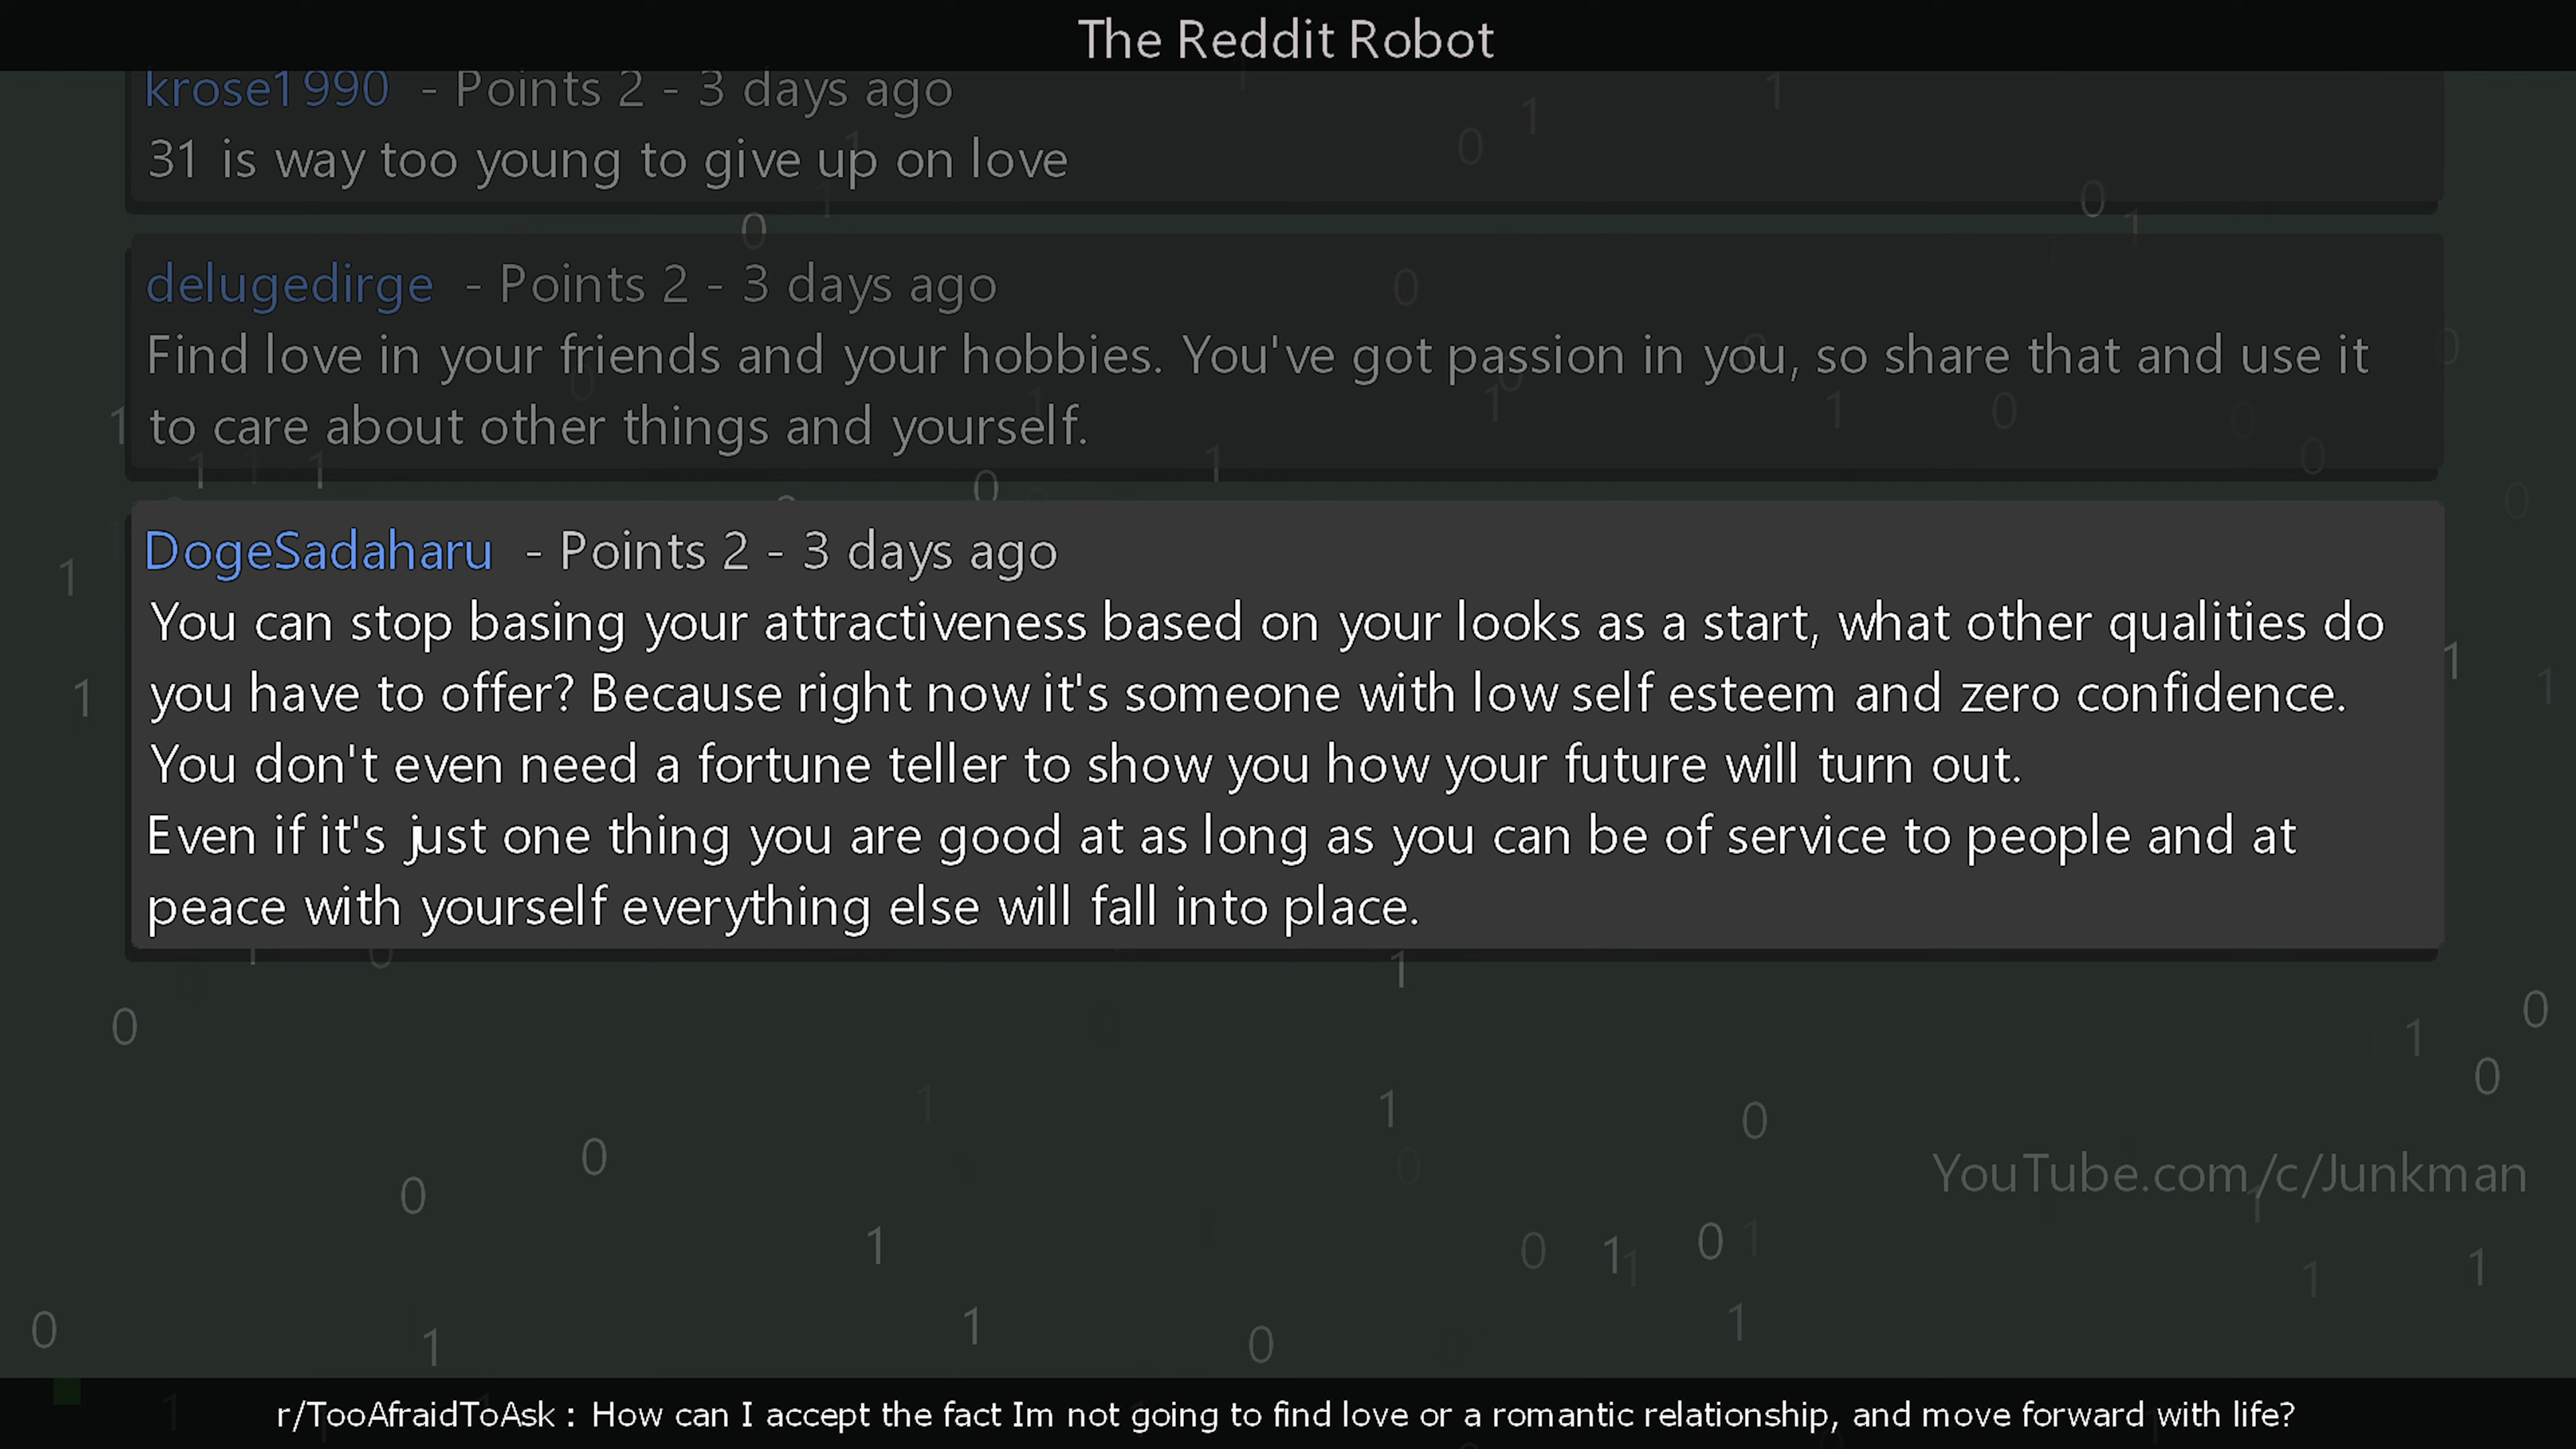 The Reddit Robot
krose1990 - Points 2 - 3 days ago
31 is way too young to give up on love
delugedirge - Points 2 - 3 days ago
Find love in your friends and your hobbies. You've got passion in you, so share that and use it
to care about other things and yourself.
DogeSadaharu - Points 2 - 3 days ago
You can stop basing your attractiveness based on your looks as a start, what other qualities do
you have to offer? Because right now it's someone with low self esteem and zero confidence.
You don't even need a fortune teller to show you how your future will turn out.
Even if it's just one thing you are good at as long as you can be of service to people and at
peace with yourself everything else will fall into place.
YouTube.com/c/Junkman
r/TooAfraidToAsk : How can I accept the fact Im not going to find love or a romantic relationship, and move forward with life?